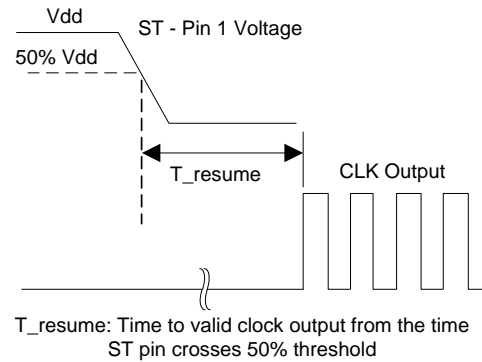 Vdd
ST - Pin 1 Voltage
50% Vdd
T_resume
CLK Output
T_resume: Time to valid clock output from the time
ST pin crosses 50% threshold